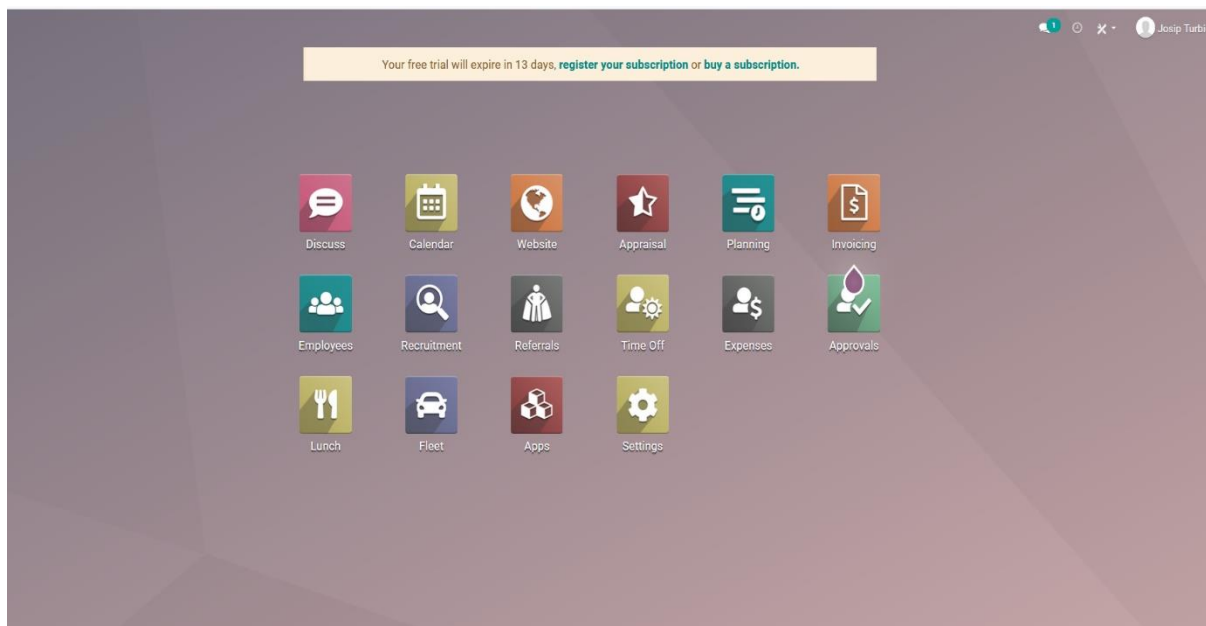 1
Josip Turbi
Your free trial will expire in 13 days, register your subscription or buy a subscription.
Discuss Calendar Website Appraisal Planning Invoicing
Employees Recruitment Referrals Time Off Expenses Approvals
Lunch Fleet Apps Settings